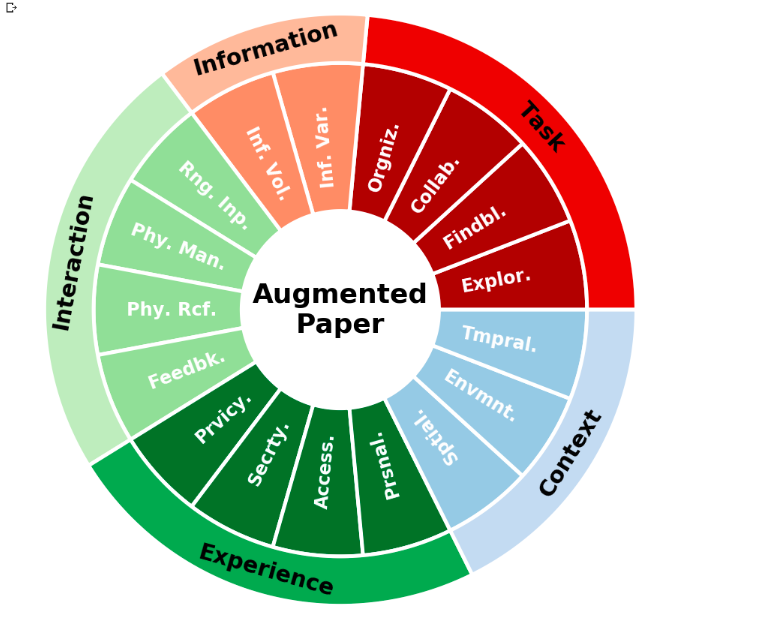 Information
Task
Context
Experience
Interaction
Inf. Vol.
Inf. Var.
Orgniz.
Collab.
Findbl.
Explor.
Tmpral.
Envmnt.
Sptial.
Prsnal.
Access.
Secrty.
Prvicy.
Feedbk.
Phy. Rcf.
Phy. Man.
Rng. Inp.
Augmented
Paper